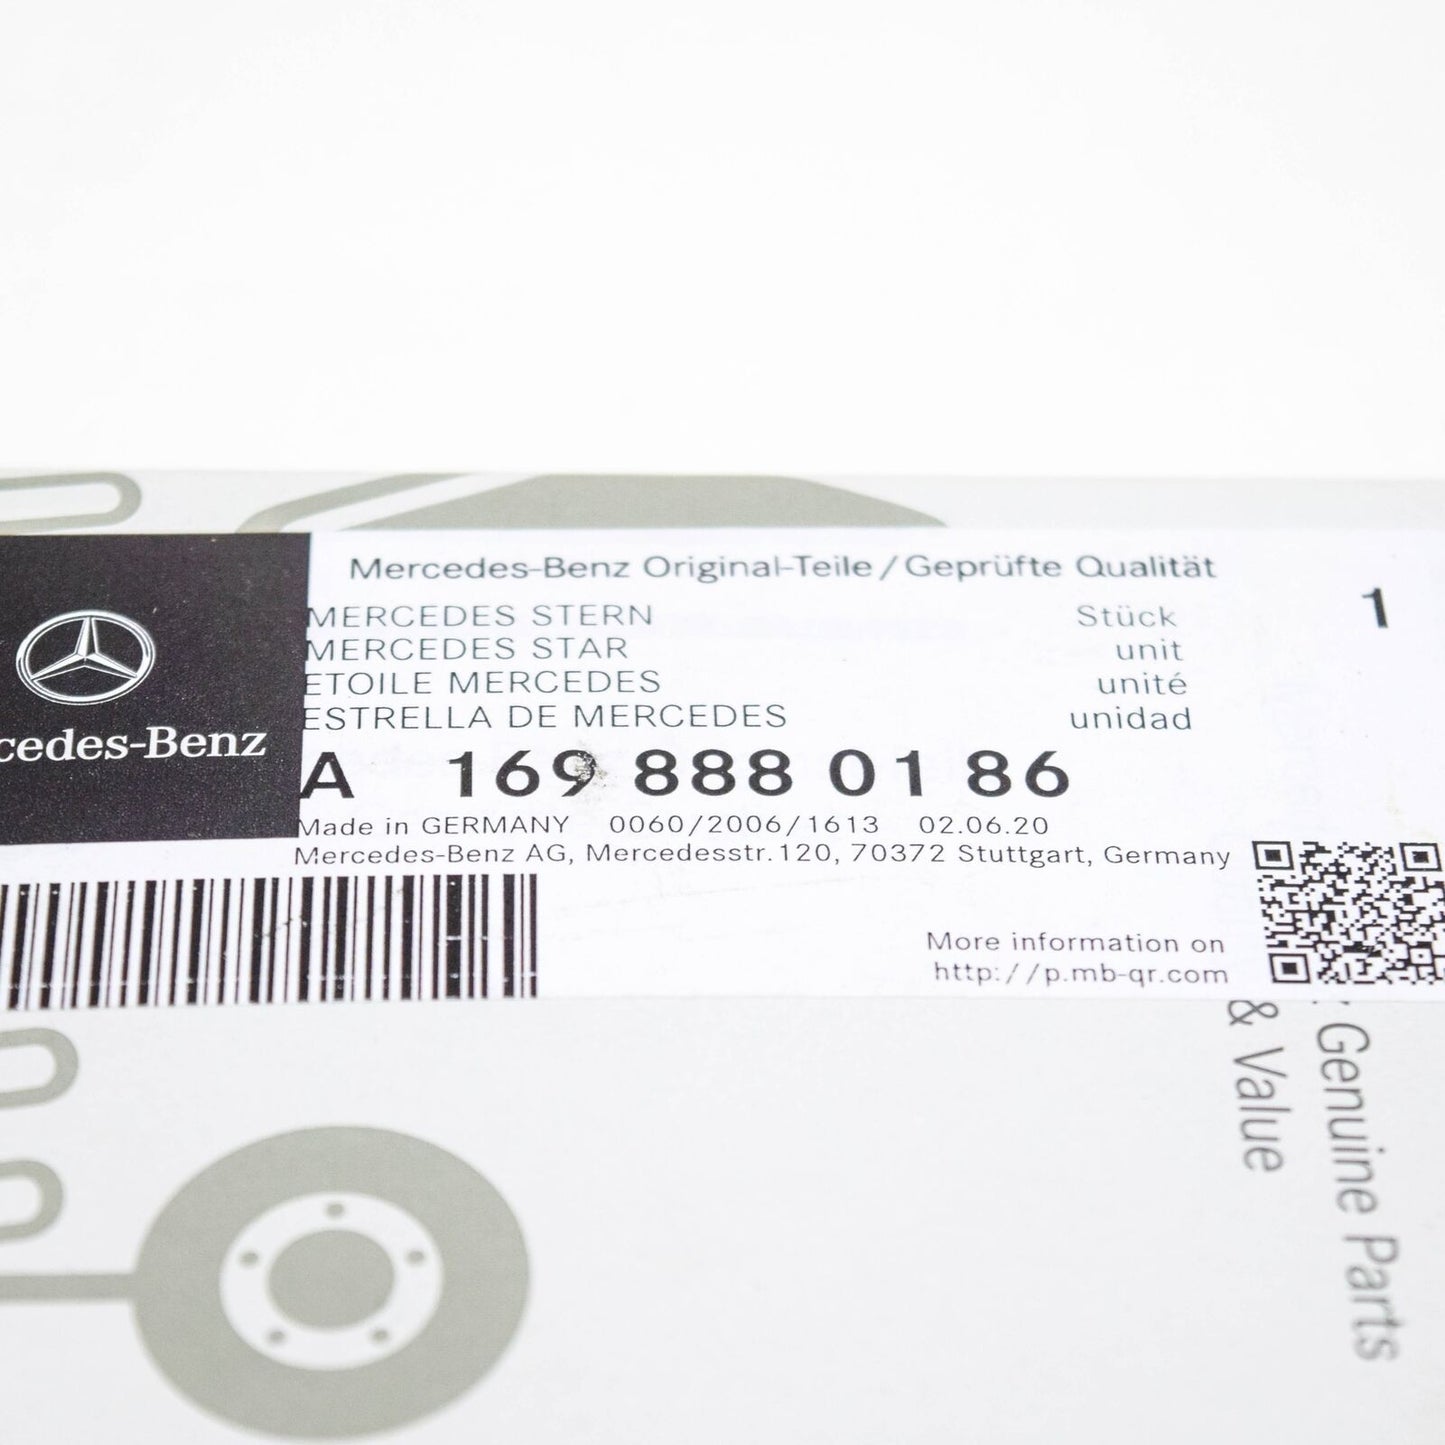 Mercedes-Benz Original-Teile/Geprüfte Qualität
MERCEDES STERN Stück 1
MERCEDES STAR unit
ETOILE MERCEDES unité
ESTRELLA DE MERCEDES unidad
cedes-Benz
A 169 888 01 86
Made in GERMANY 0060/2006/1613 02.06.20
Mercedes-Benz AG, Mercedesstr. 120, 70372 Stuttgart, Germany
More information on
http://p.mb-qr.com
Genuine Parts
& Value